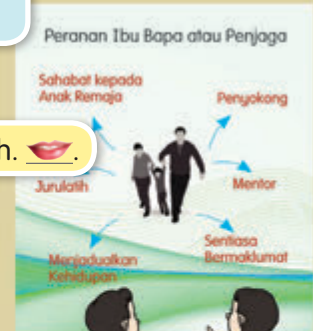 Peranan Ibu Bapa atau Penjaga
Sahabat kepada
Anak Remaja
Penyokong
h. .
Jurulatih
Mentor
Menjadualkan
Kehidupan
Sentiasa
Bermaklumat